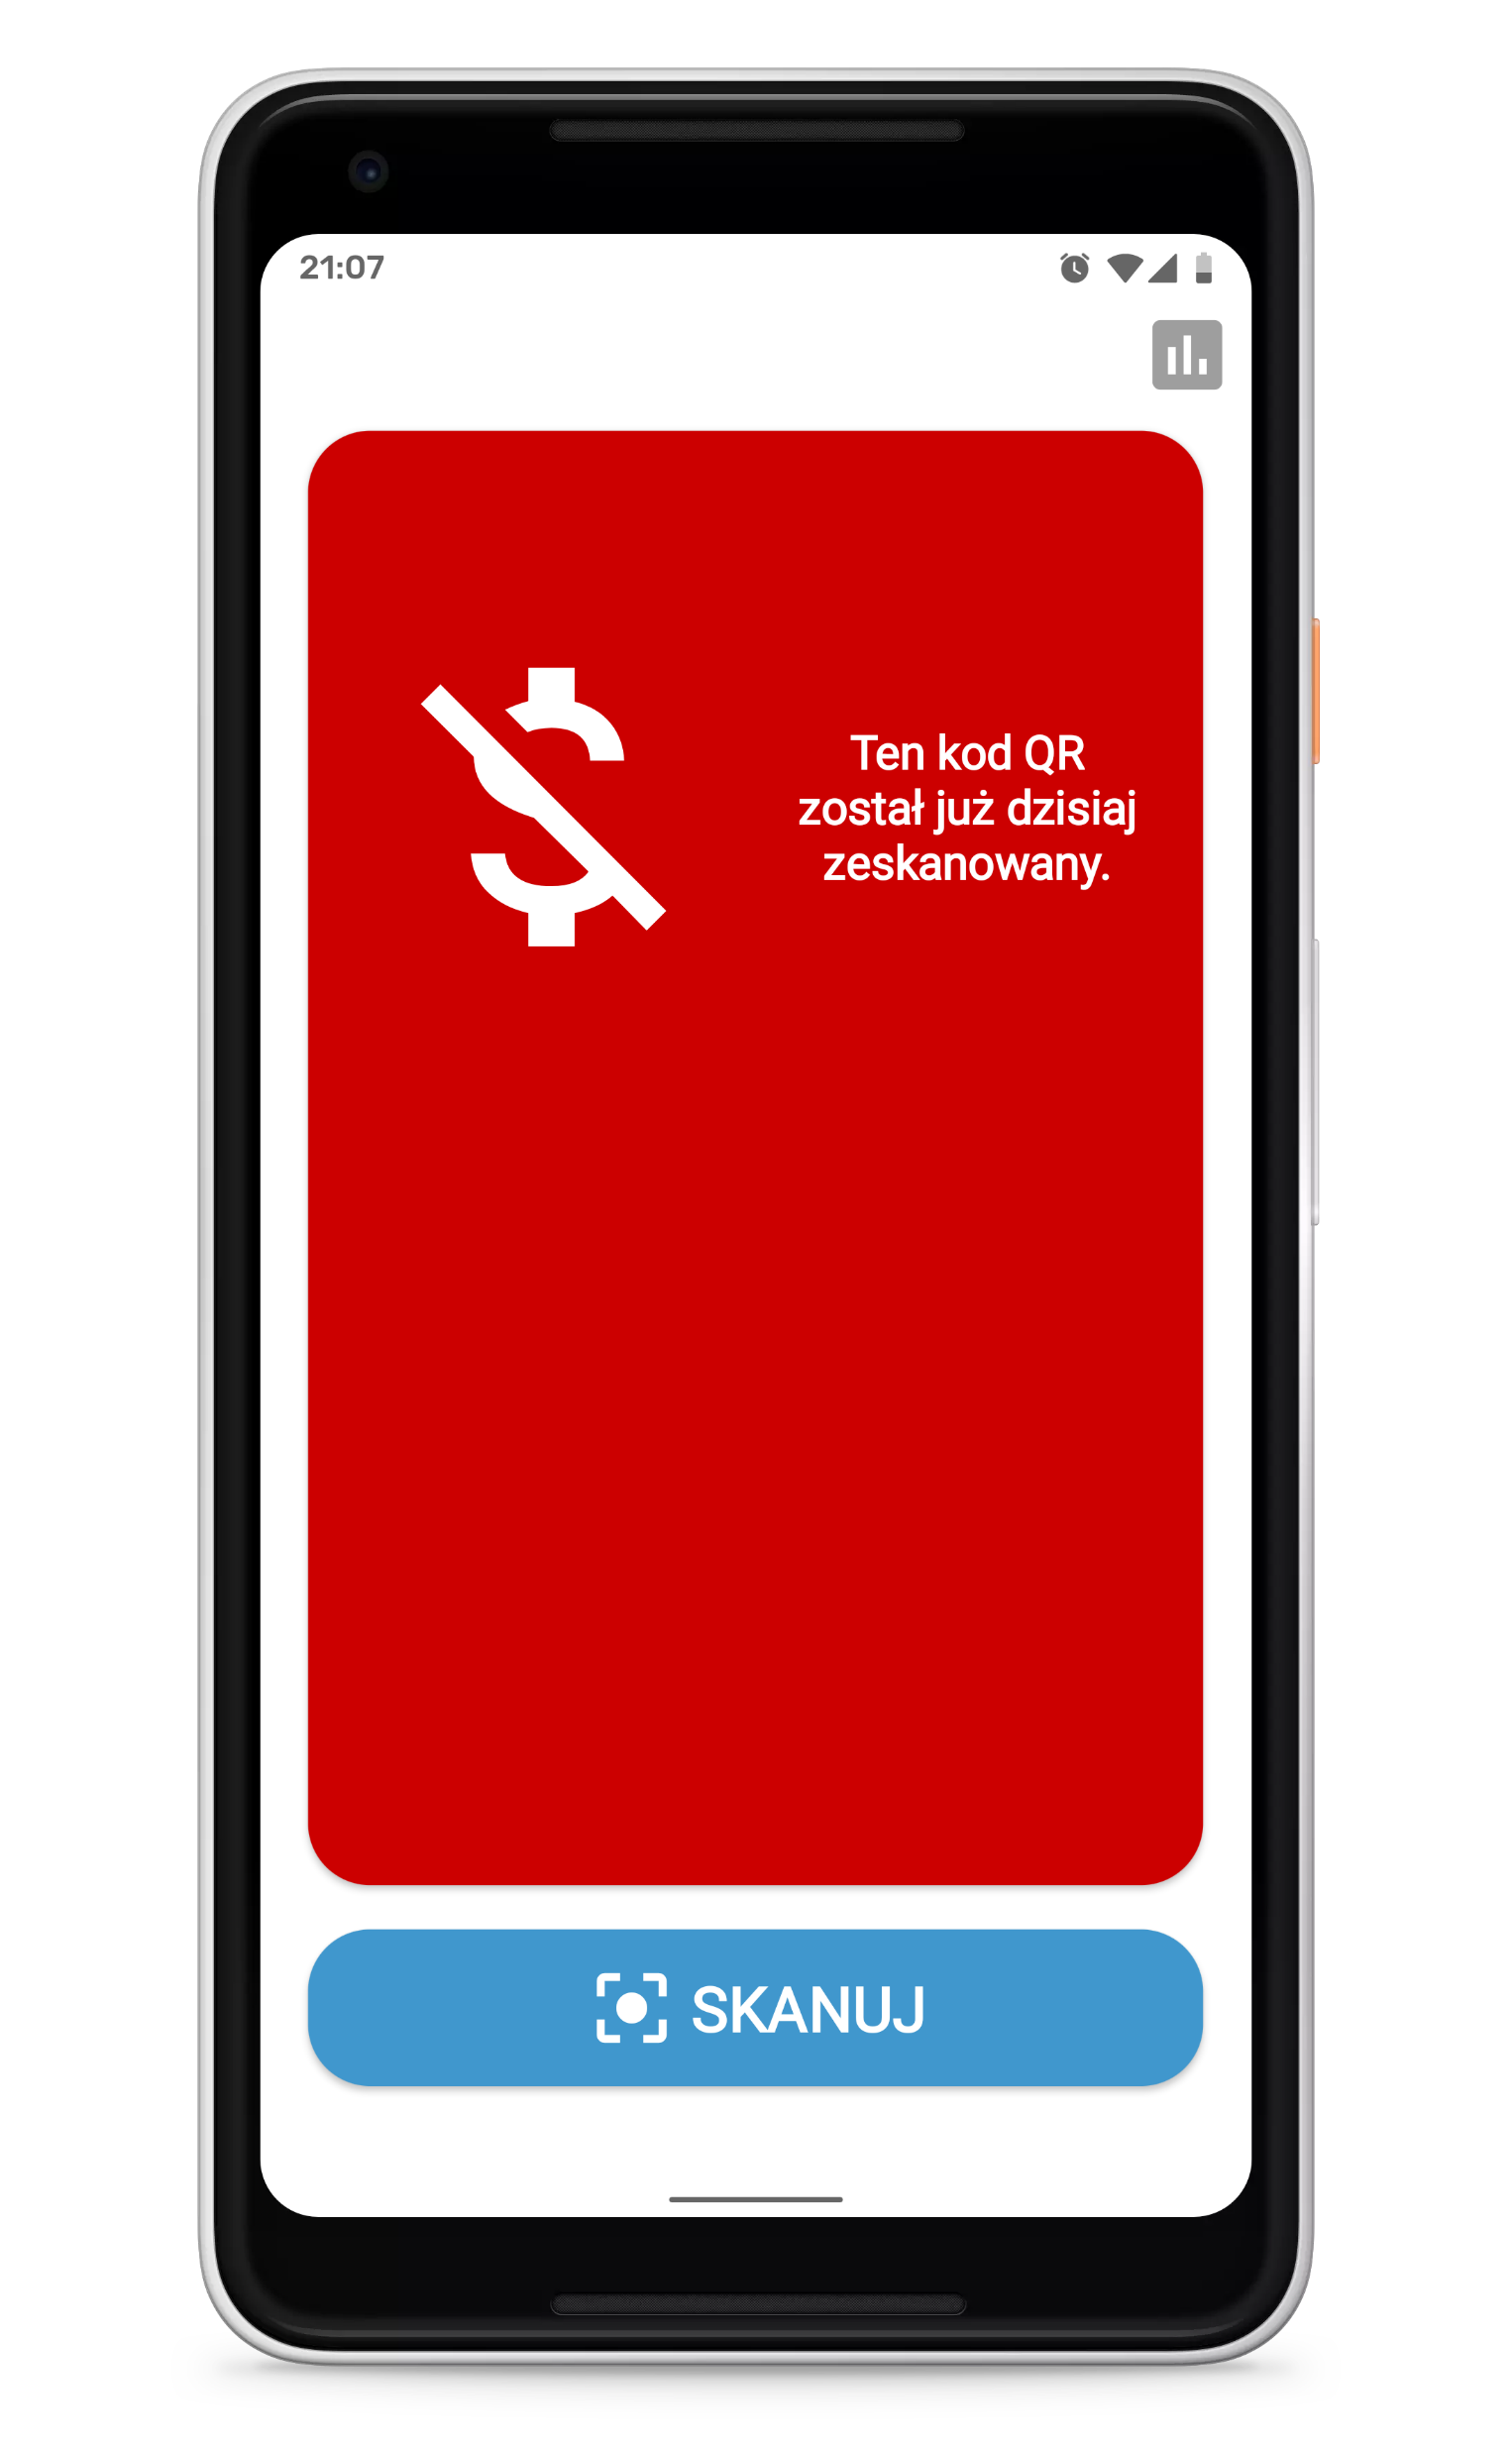 21:07
Ten kod QR
został już dzisiaj
zeskanowany.
SKANUJ